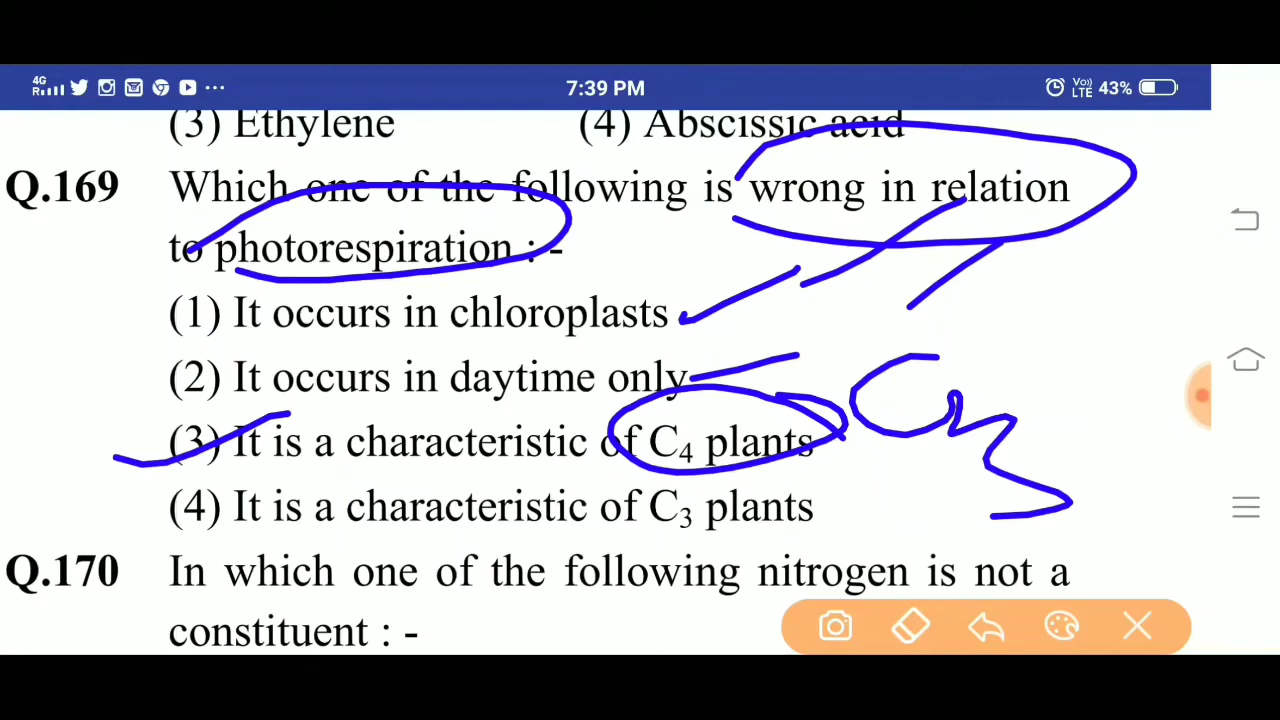 4G
R
7:39 PM
Vo))
LTE 43%
(3) Ethylene (4) Abscissic acid
Q.169 Which one of the following is wrong in relation
to photorespiration : -
(1) It occurs in chloroplasts
(2) It occurs in daytime only
(3) It is a characteristic of C₄ plants
(4) It is a characteristic of C₃ plants
C3
Q.170 In which one of the following nitrogen is not a
constituent : -